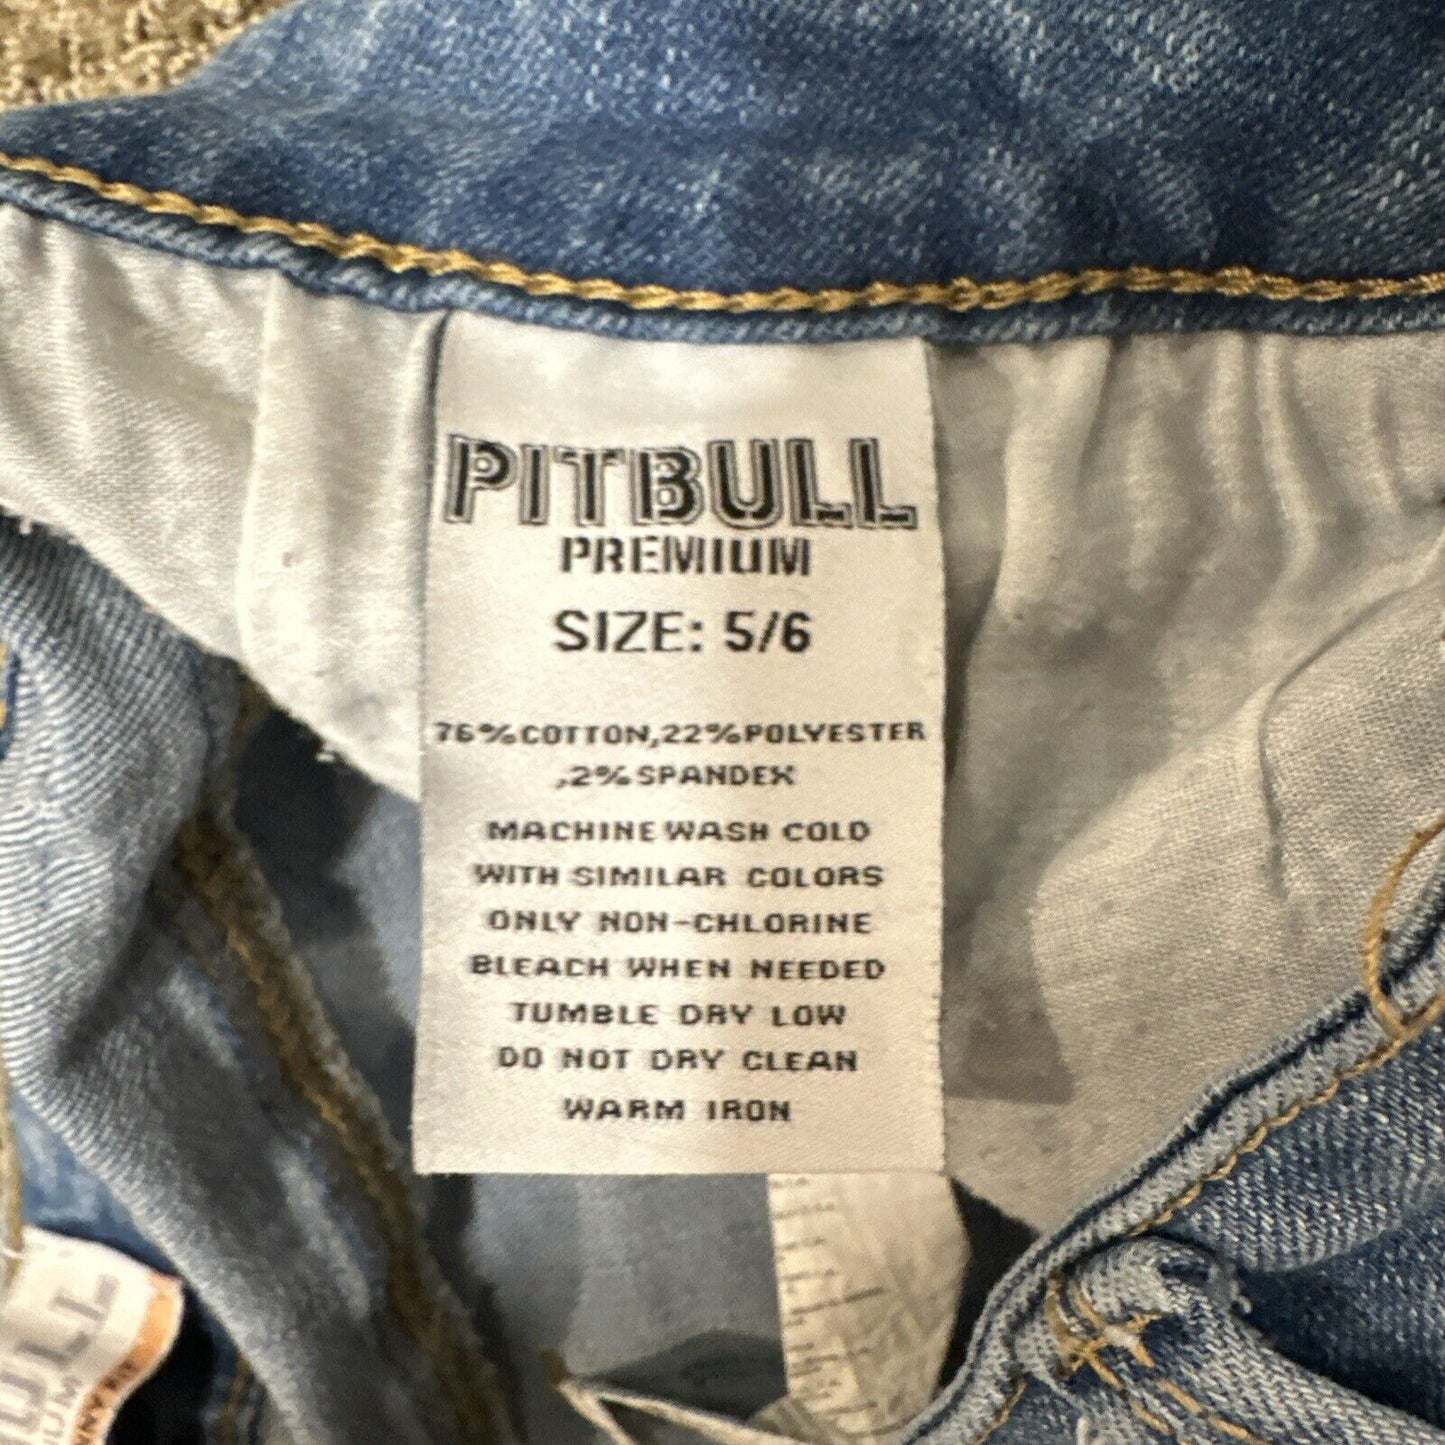 PITBULL
PREMIUM
SIZE: 5/6
76%COTTON,22%POLYESTER
,2%SPANDEX
MACHINE WASH COLD
WITH SIMILAR COLORS
ONLY NON-CHLORINE
BLEACH WHEN NEEDED
TUMBLE DRY LOW
DO NOT DRY CLEAN
WARM IRON